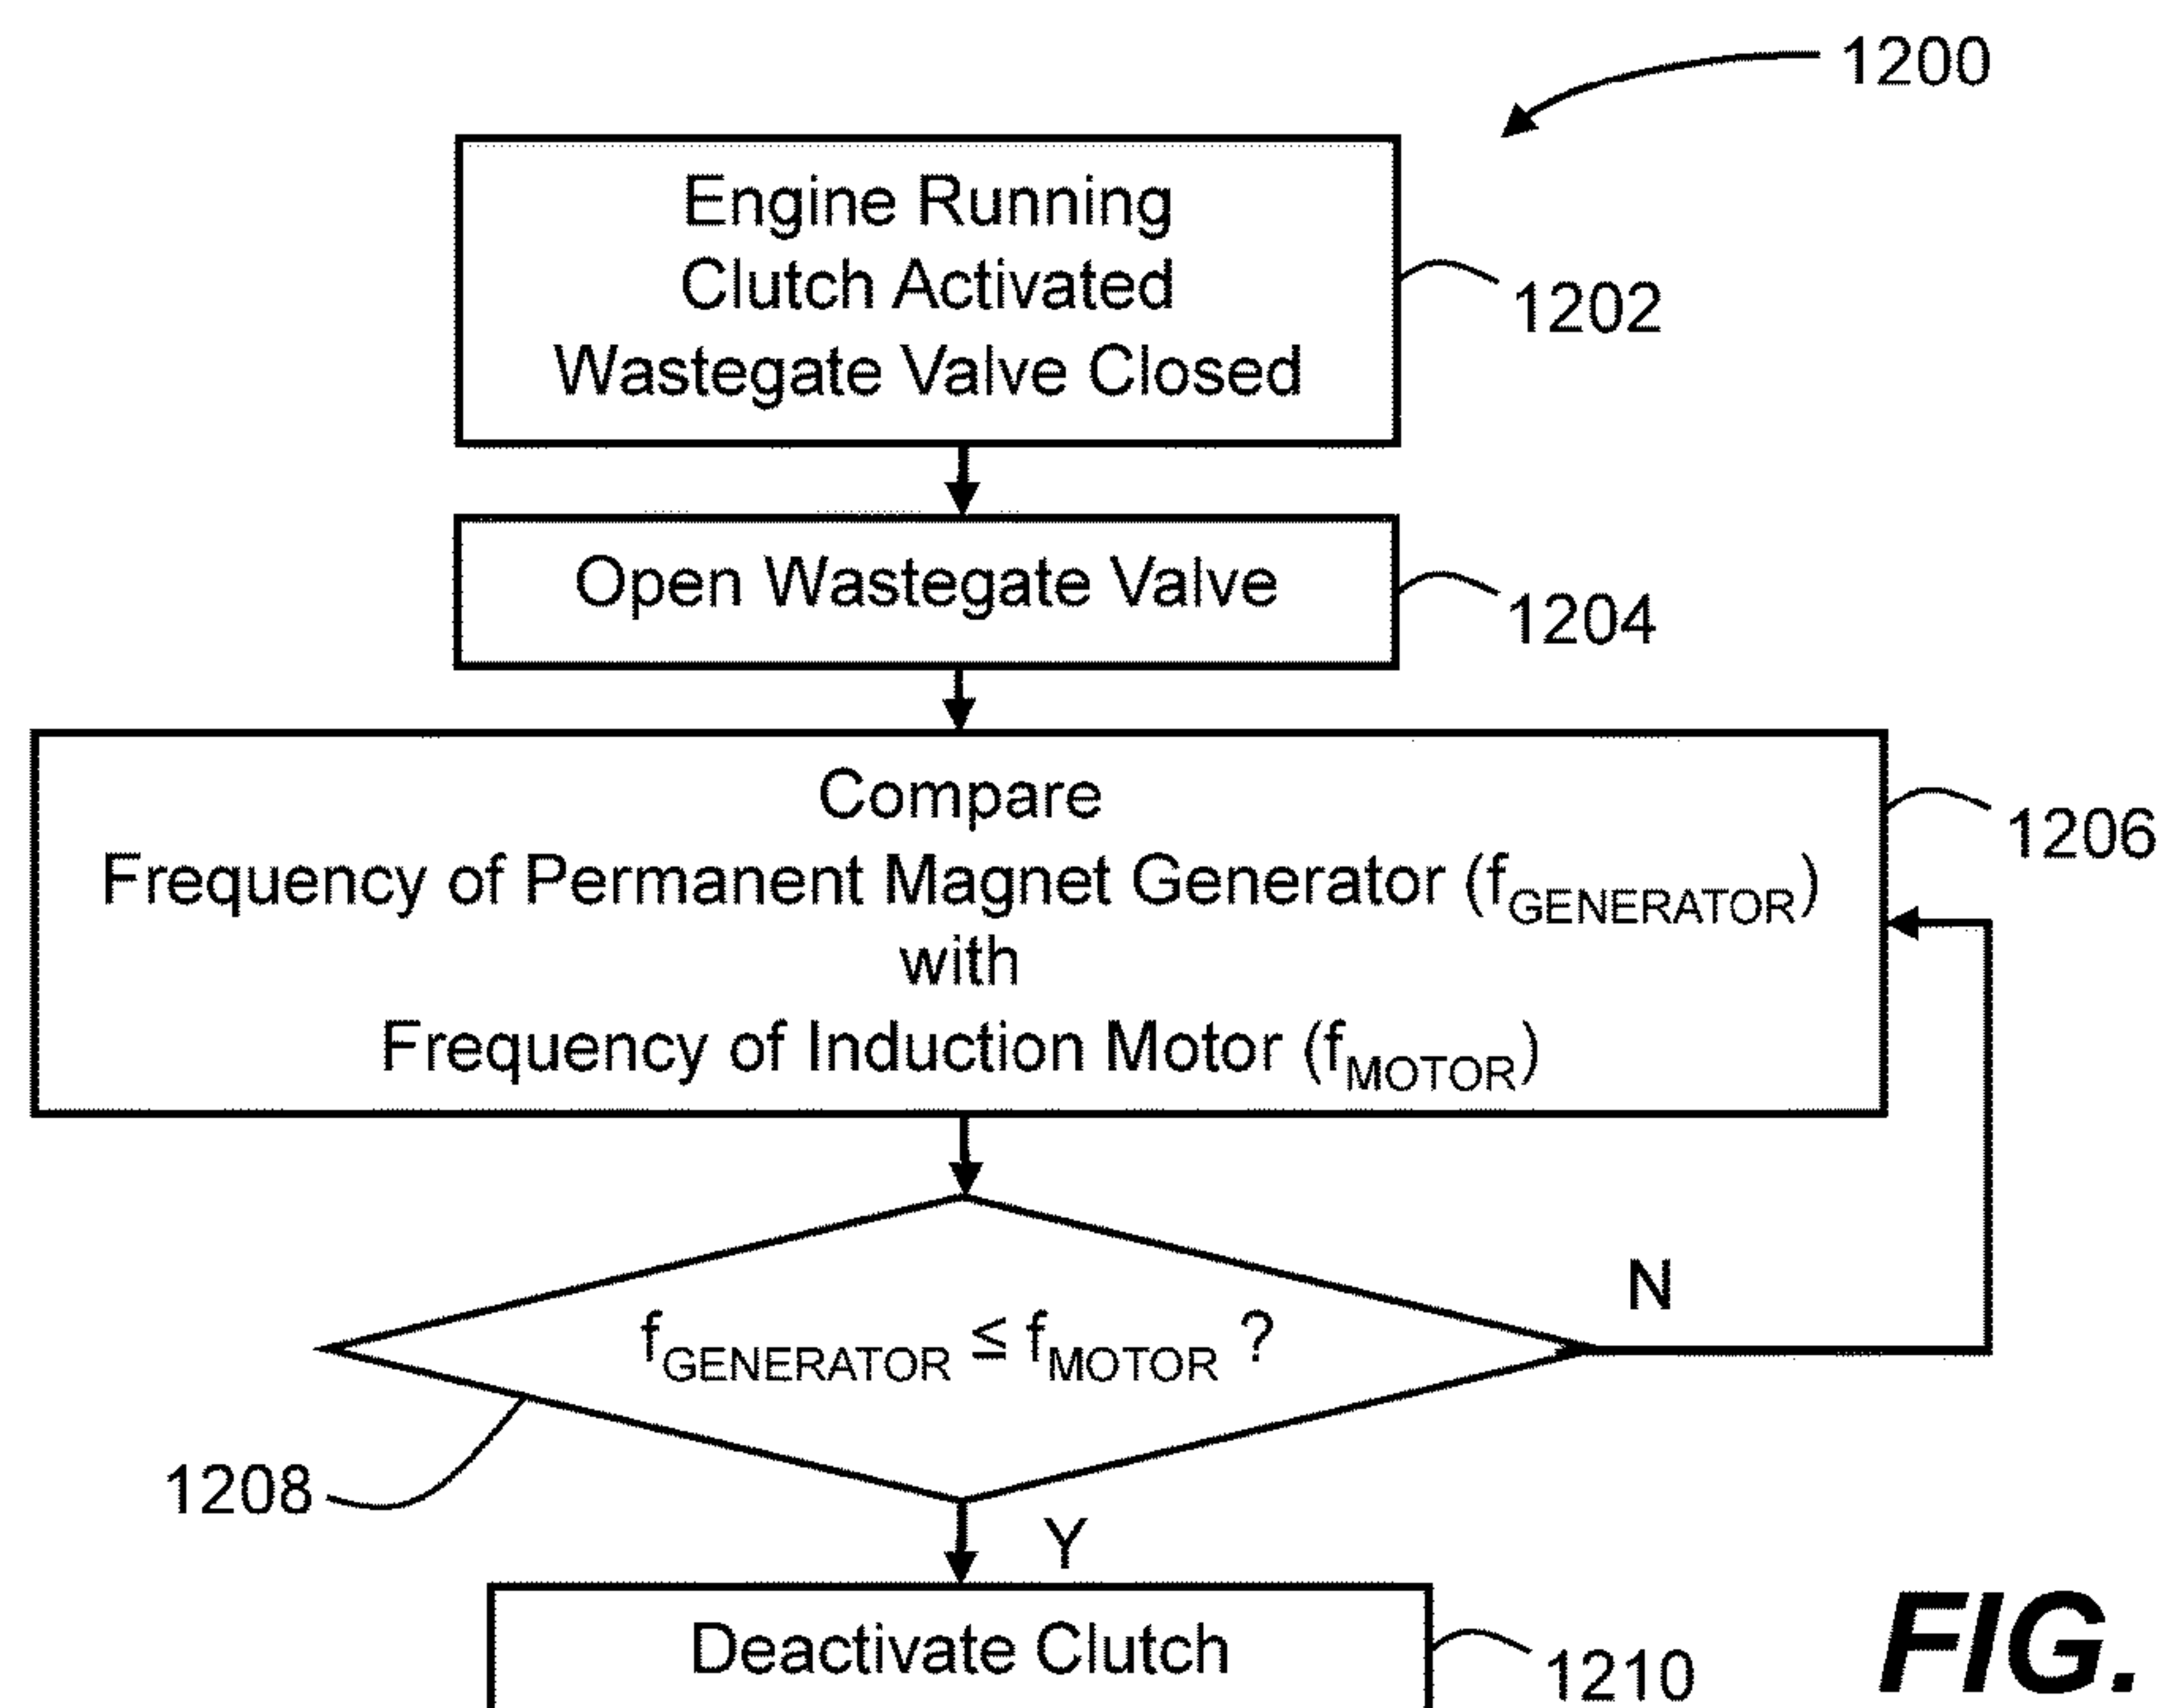 1200
Engine Running
Clutch Activated
Wastegate Valve Closed
1202
Open Wastegate Valve
1204
Compare
Frequency of Permanent Magnet Generator (fGENERATOR)
with
Frequency of Induction Motor (fMOTOR)
1206
fGENERATOR ≤ fMOTOR ?
N
1208
Y
Deactivate Clutch
1210
FIG.